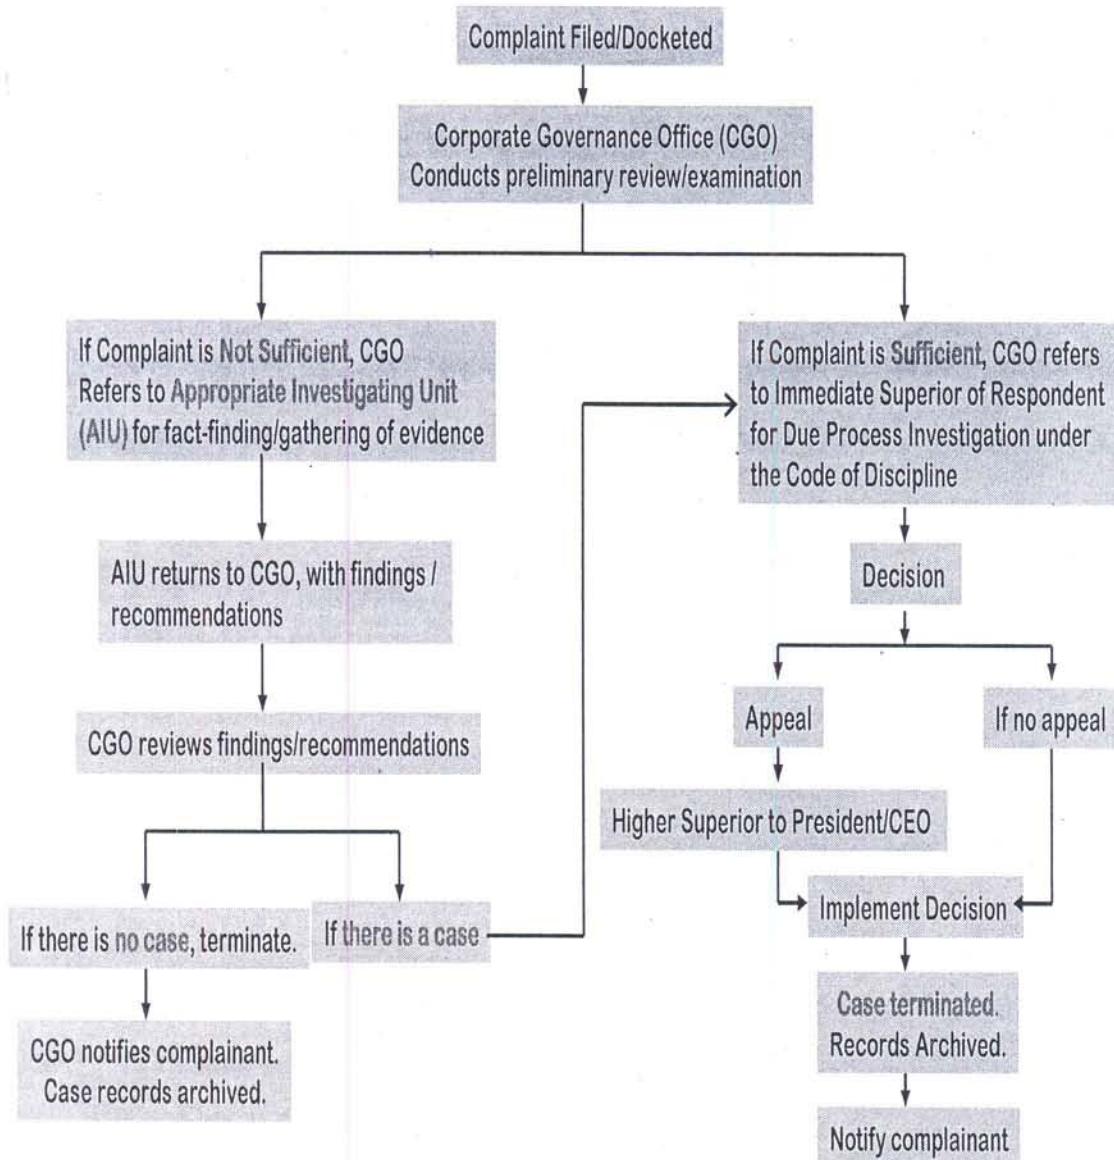 Complaint Filed/Docketed
Corporate Governance Office (CGO)
Conducts preliminary review/examination
If Complaint is Not Sufficient, CGO
Refers to Appropriate Investigating Unit
(AIU) for fact-finding/gathering of evidence
AIU returns to CGO, with findings /
recommendations
CGO reviews findings/recommendations
If there is no case, terminate.
If there is a case
CGO notifies complainant.
Case records archived.
If Complaint is Sufficient, CGO refers
to Immediate Superior of Respondent
for Due Process Investigation under
the Code of Discipline
Decision
Appeal
If no appeal
Higher Superior to President/CEO
Implement Decision
Case terminated.
Records Archived.
Notify complainant